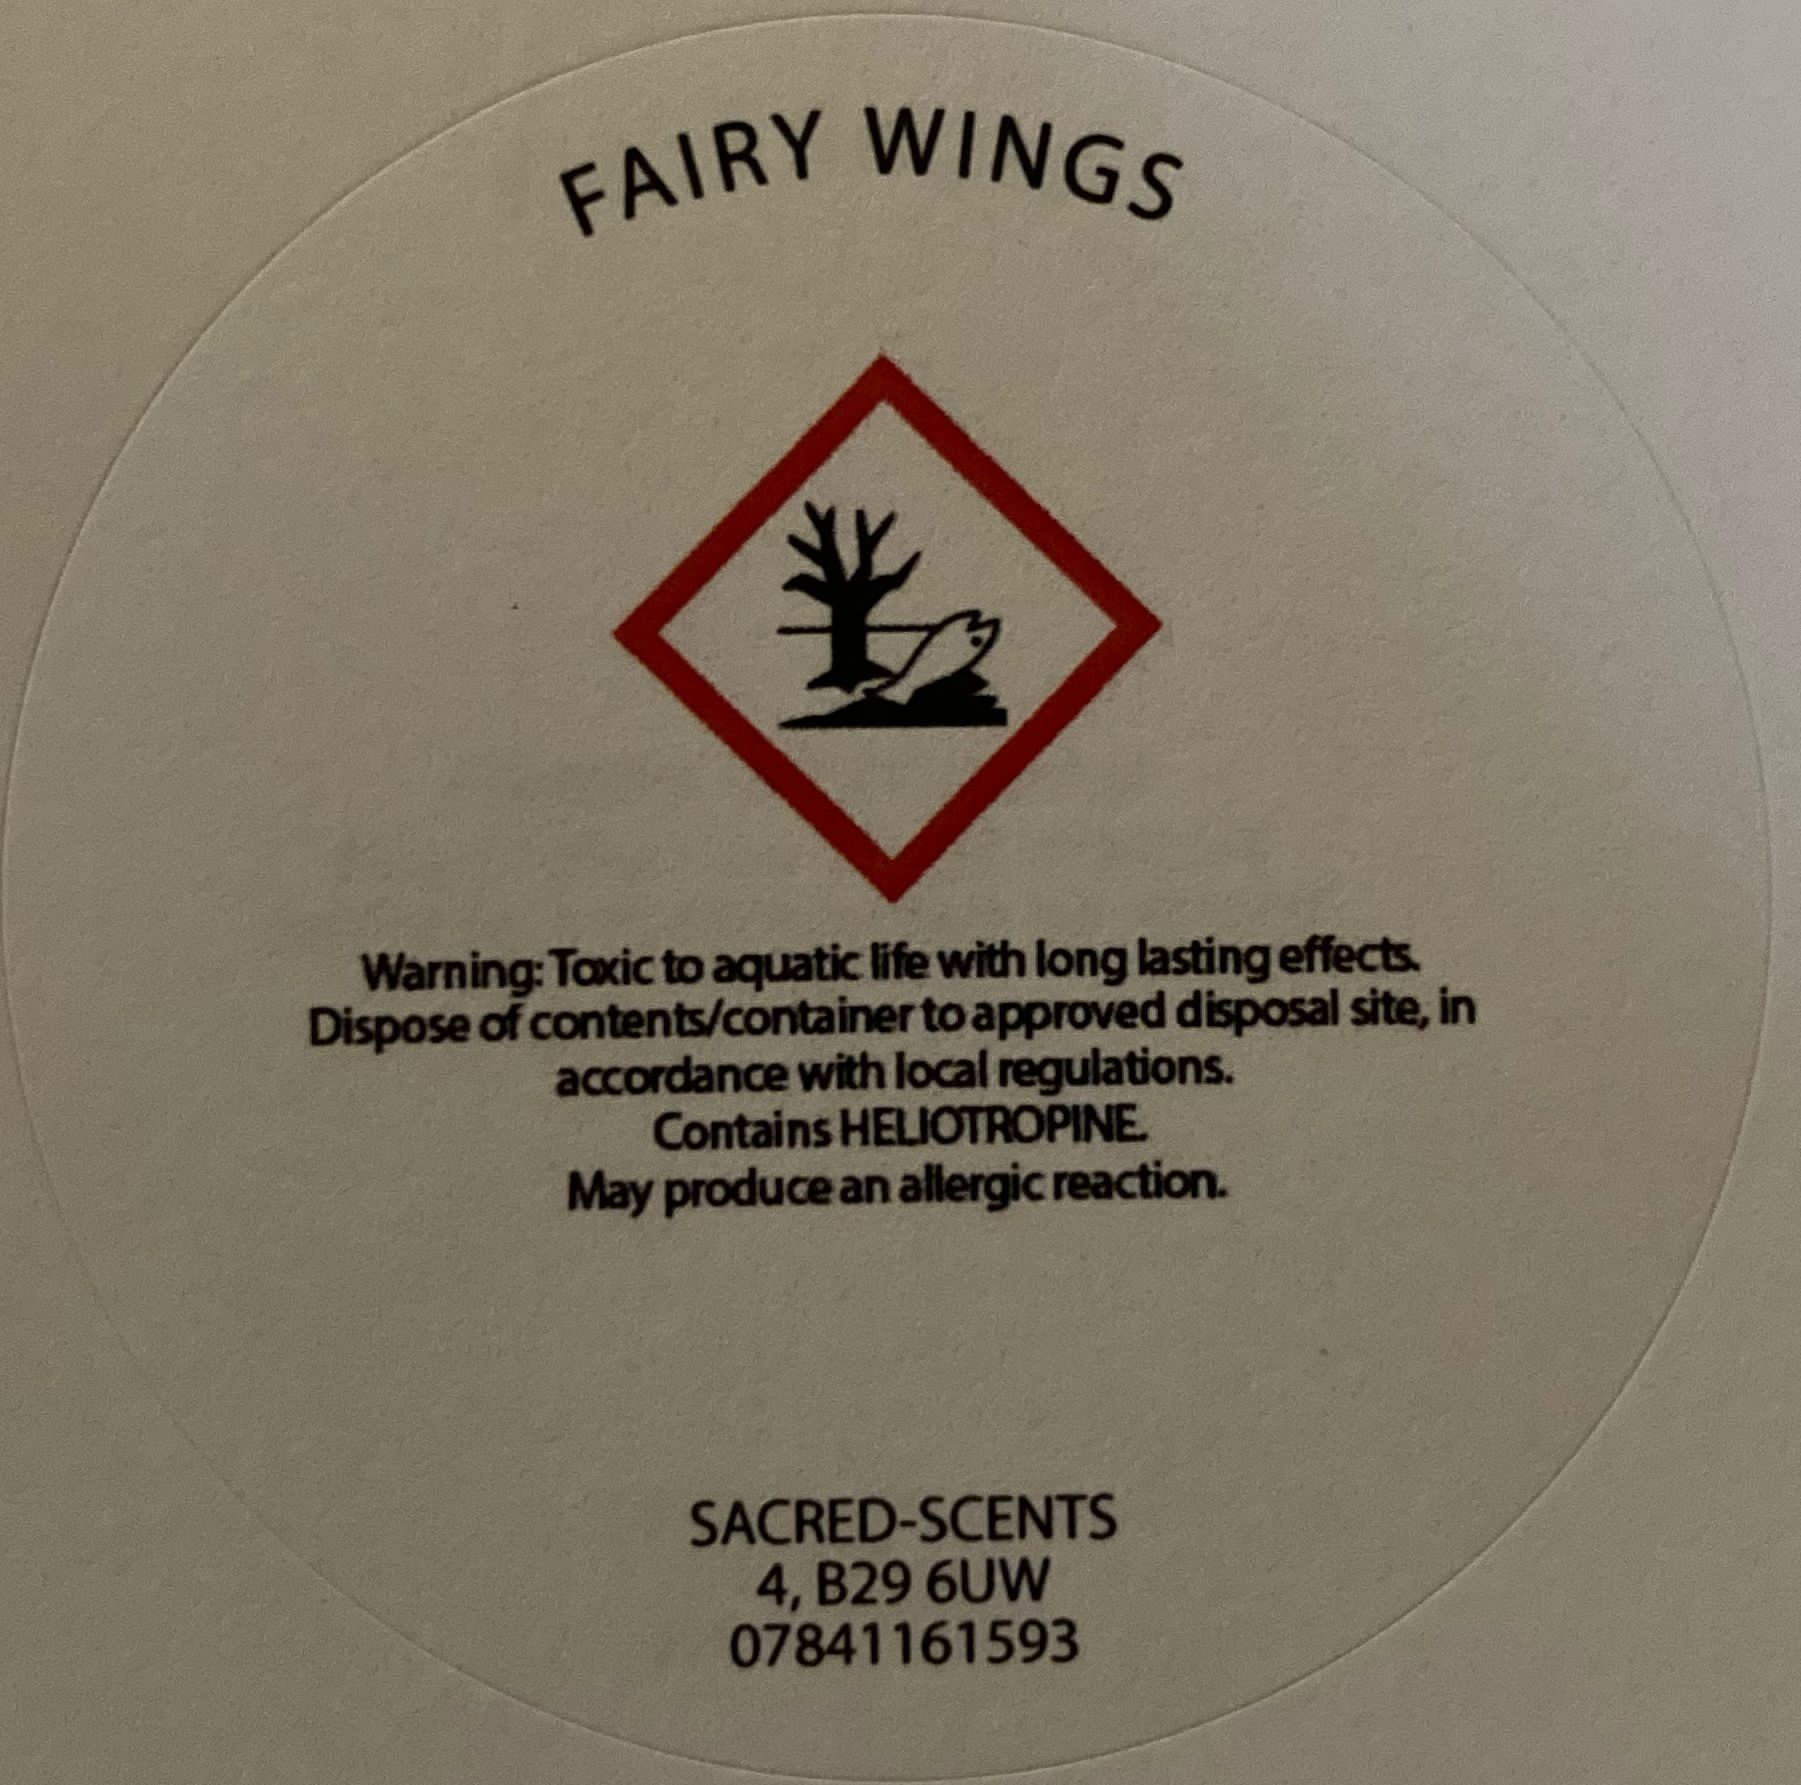 FAIRY WINGS
Warning: Toxic to aquatic life with long lasting effects.
Dispose of contents/container to approved disposal site, in
accordance with local regulations.
Contains HELIOTROPINE.
May produce an allergic reaction.
SACRED-SCENTS
4, B29 6UW
07841161593